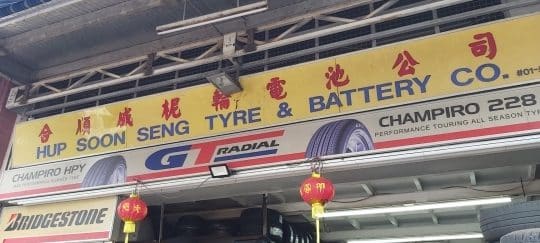 合順成梘輪電池公司
HUP SOON SENG TYRE & BATTERY CO. #01-
CHAMPIRO HPY
GT RADIAL
CHAMPIRO 228
PERFORMANCE TOURING ALL SEASON TYRE
BRIDGESTONE